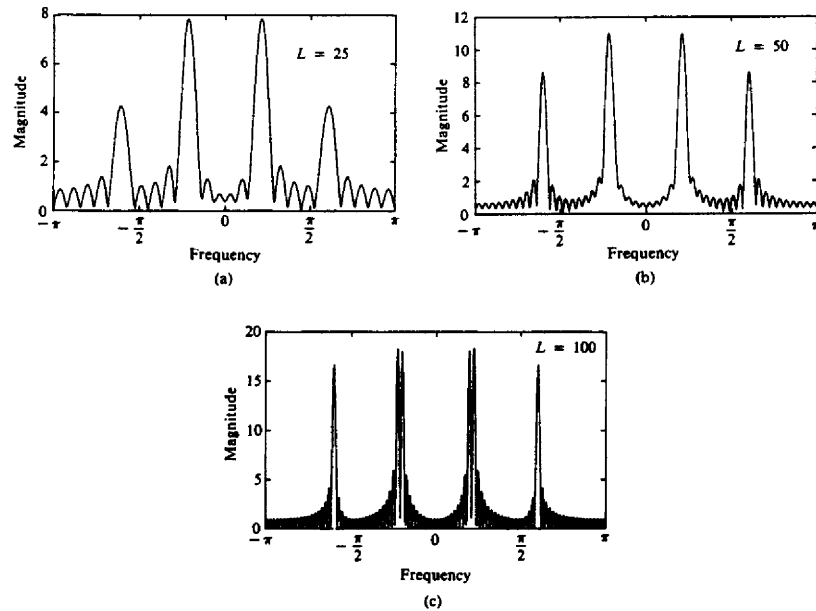 8
6
4
2
0
Magnitude
L = 25
−π
−π/2
0
π/2
π
Frequency
(a)
12
10
8
6
4
2
0
Magnitude
L = 50
−π
−π/2
0
π/2
π
Frequency
(b)
20
15
10
5
0
Magnitude
L = 100
−π
−π/2
0
π/2
π
Frequency
(c)